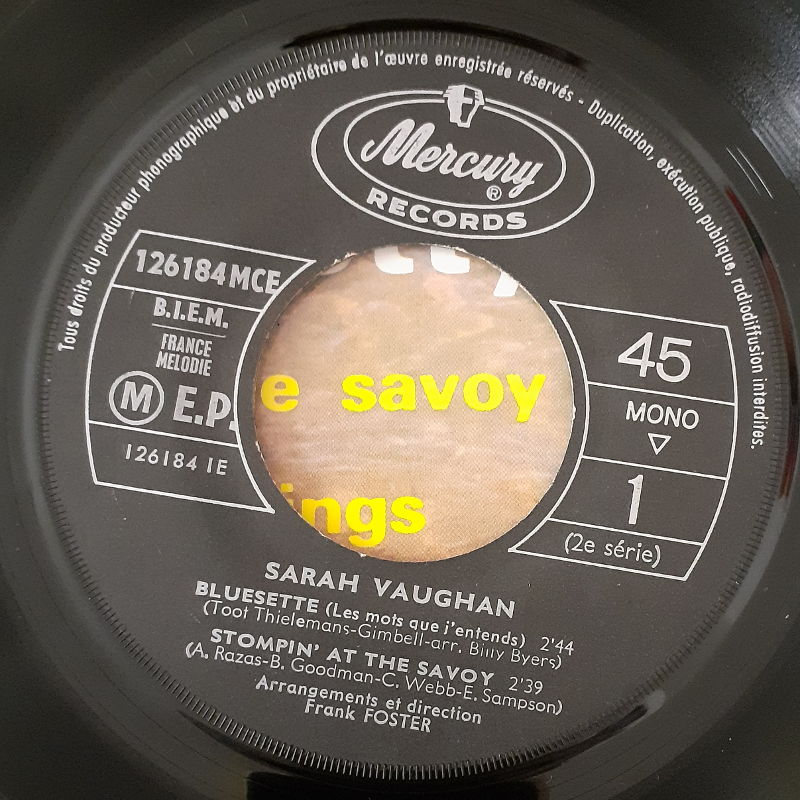 Tous droits du producteur phonographique et du propriétaire de l'œuvre enregistrée réservés - Duplication, exécution publique, radiodiffusion interdites.
Mercury ®
RECORDS
126184 MCE
B.I.E.M.
FRANCE
MELODIE
M E.P.
126184 1E
e savoy
ings
45
MONO
▽
1
(2e série)
SARAH VAUGHAN
BLUESETTE (Les mots que j'entends) 2'44
(Toot Thielemans-Gimbell-arr. Billy Byers)
STOMPIN' AT THE SAVOY 2'39
(A. Razas-B. Goodman-C. Webb-E. Sampson)
Arrangements et direction
Frank FOSTER